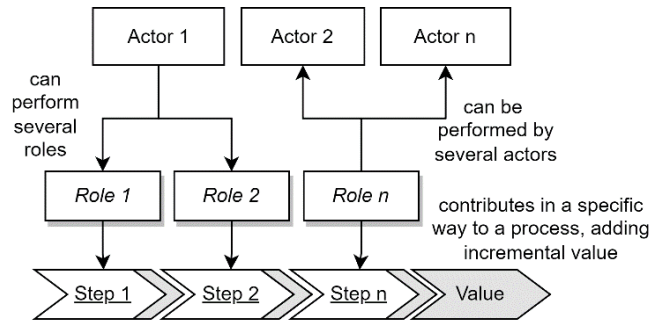 Actor 1
Actor 2
Actor n
can
perform
several
roles
can be
performed by
several actors
Role 1
Role 2
Role n
contributes in a specific
way to a process, adding
incremental value
Step 1
Step 2
Step n
Value